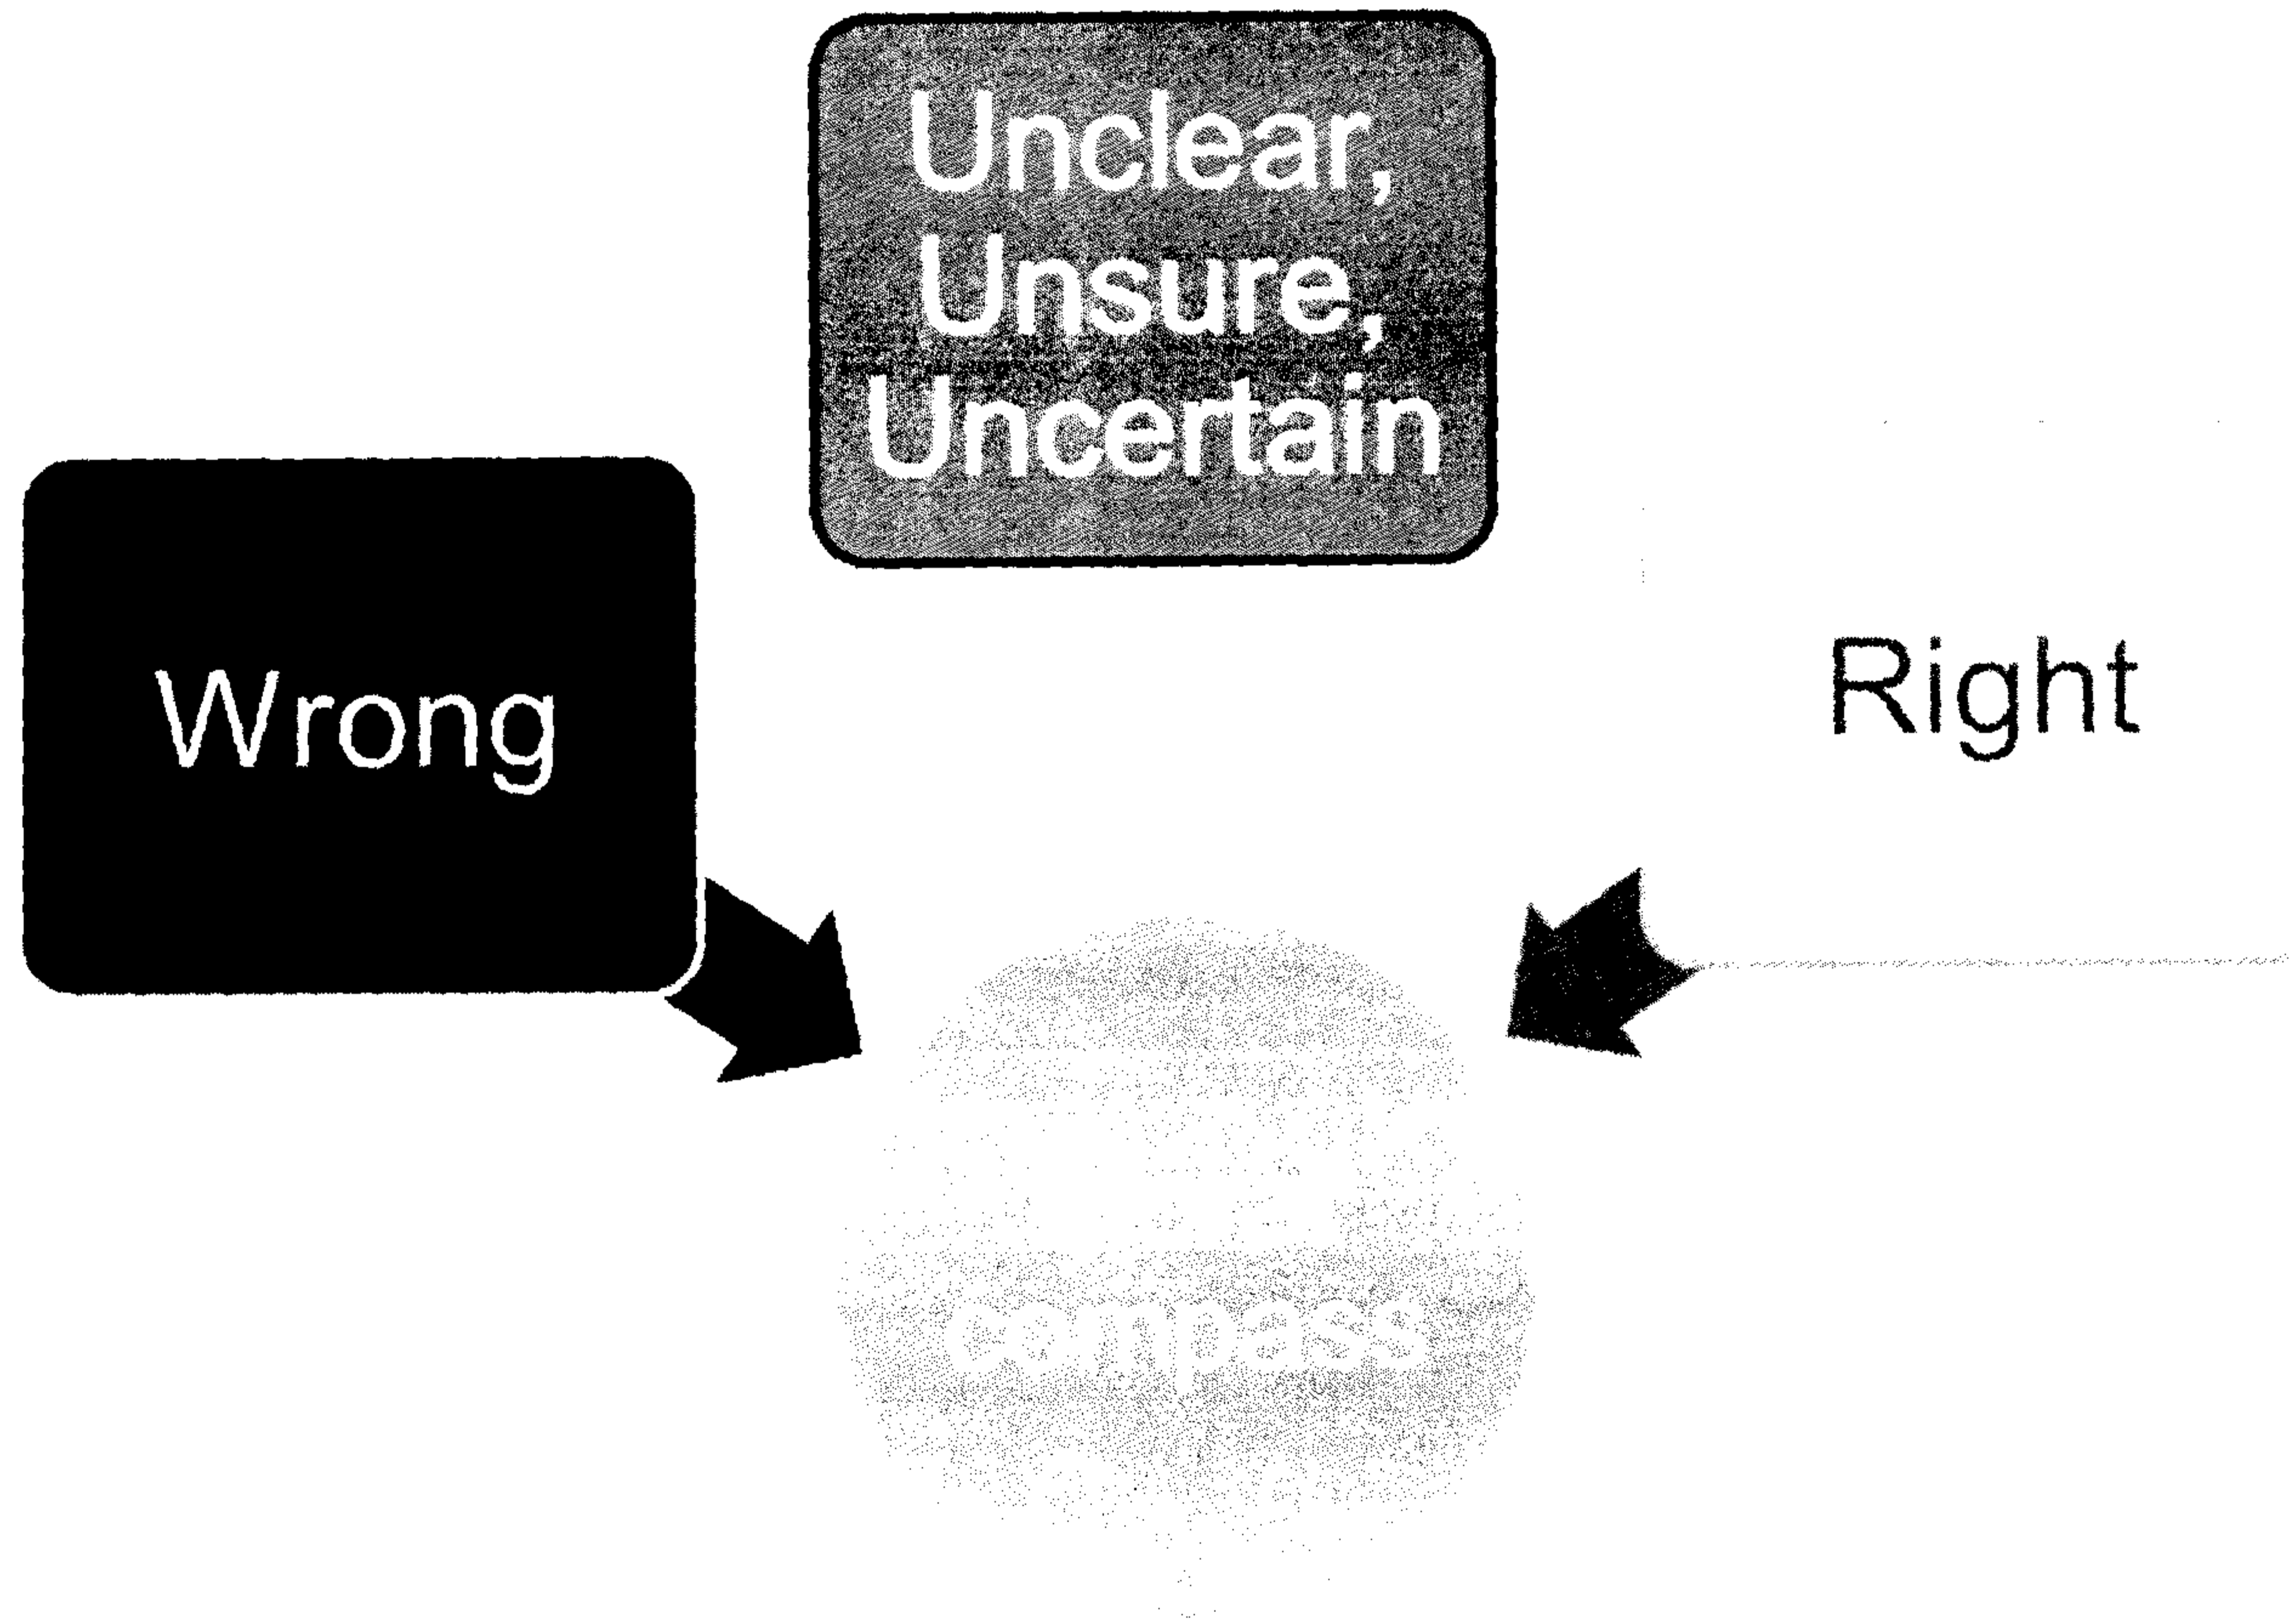 Unclear,
Unsure,
Uncertain
Wrong
Right
compass